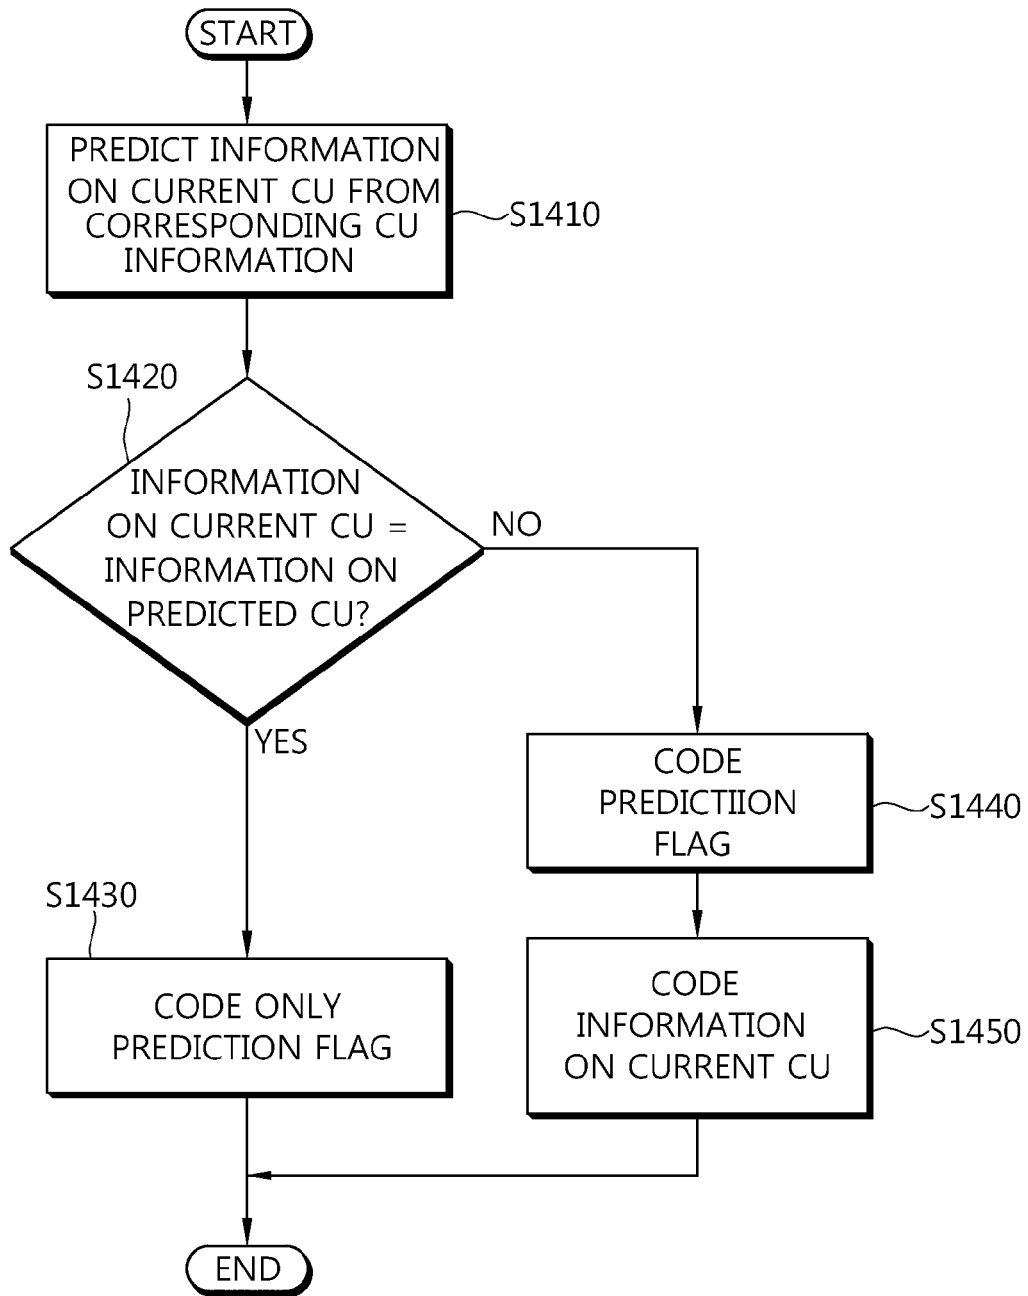 START
PREDICT INFORMATION
ON CURRENT CU FROM
CORRESPONDING CU
INFORMATION
S1410
S1420
INFORMATION
ON CURRENT CU =
INFORMATION ON
PREDICTED CU?
NO
YES
CODE
PREDICTIION
FLAG
S1440
S1430
CODE ONLY
PREDICTION FLAG
CODE
INFORMATION
ON CURRENT CU
S1450
END